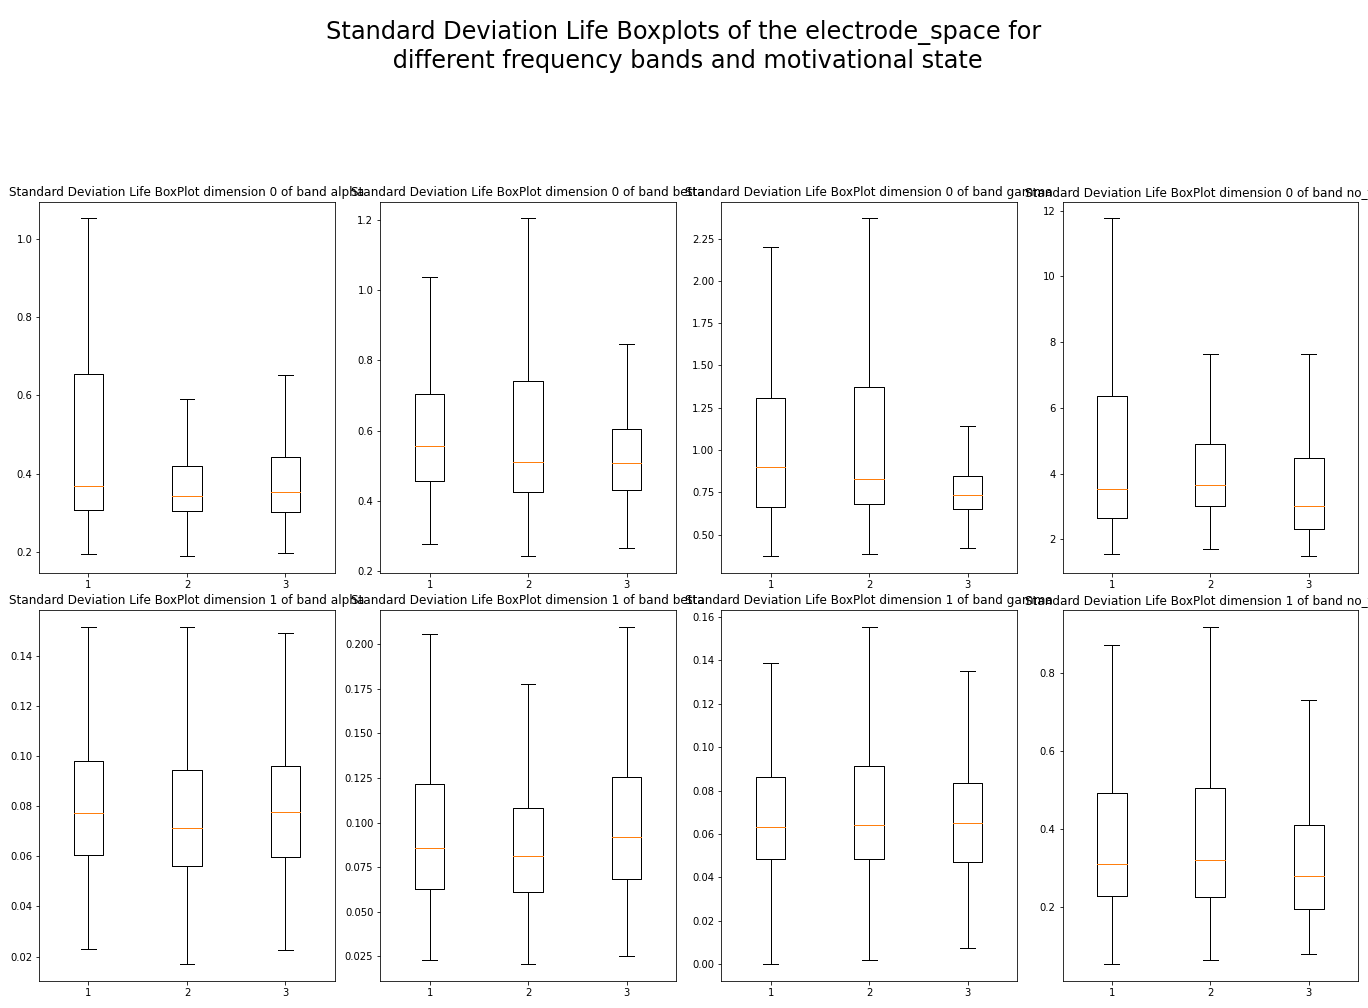 Standard Deviation Life Boxplots of the electrode_space for
different frequency bands and motivational state
Standard Deviation Life BoxPlot dimension 0 of band alpha
Standard Deviation Life BoxPlot dimension 0 of band betta
Standard Deviation Life BoxPlot dimension 0 of band gamma
Standard Deviation Life BoxPlot dimension 0 of band no_
1.0
0.8
0.6
0.4
0.2
1 2 3
1.2
1.0
0.8
0.6
0.4
0.2
1 2 3
2.25
2.00
1.75
1.50
1.25
1.00
0.75
0.50
1 2 3
12
10
8
6
4
2
1 2 3
Standard Deviation Life BoxPlot dimension 1 of band alpha
Standard Deviation Life BoxPlot dimension 1 of band betta
Standard Deviation Life BoxPlot dimension 1 of band gamma
Standard Deviation Life BoxPlot dimension 1 of band no_
0.14
0.12
0.10
0.08
0.06
0.04
0.02
1 2 3
0.200
0.175
0.150
0.125
0.100
0.075
0.050
0.025
1 2 3
0.16
0.14
0.12
0.10
0.08
0.06
0.04
0.02
0.00
1 2 3
0.8
0.6
0.4
0.2
1 2 3